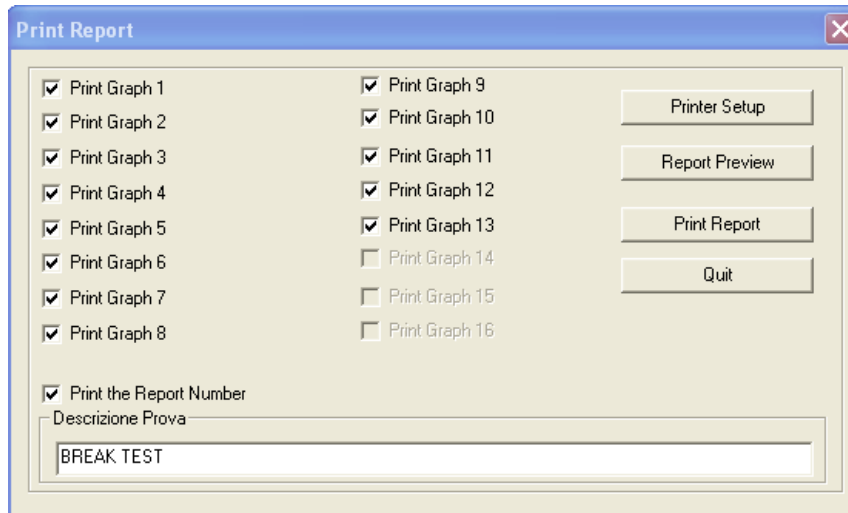 Print Report
Print Graph 1
Print Graph 2
Print Graph 3
Print Graph 4
Print Graph 5
Print Graph 6
Print Graph 7
Print Graph 8
Print Graph 9
Print Graph 10
Print Graph 11
Print Graph 12
Print Graph 13
Print Graph 14
Print Graph 15
Print Graph 16
Printer Setup
Report Preview
Print Report
Quit
Print the Report Number
Descrizione Prova
BREAK TEST